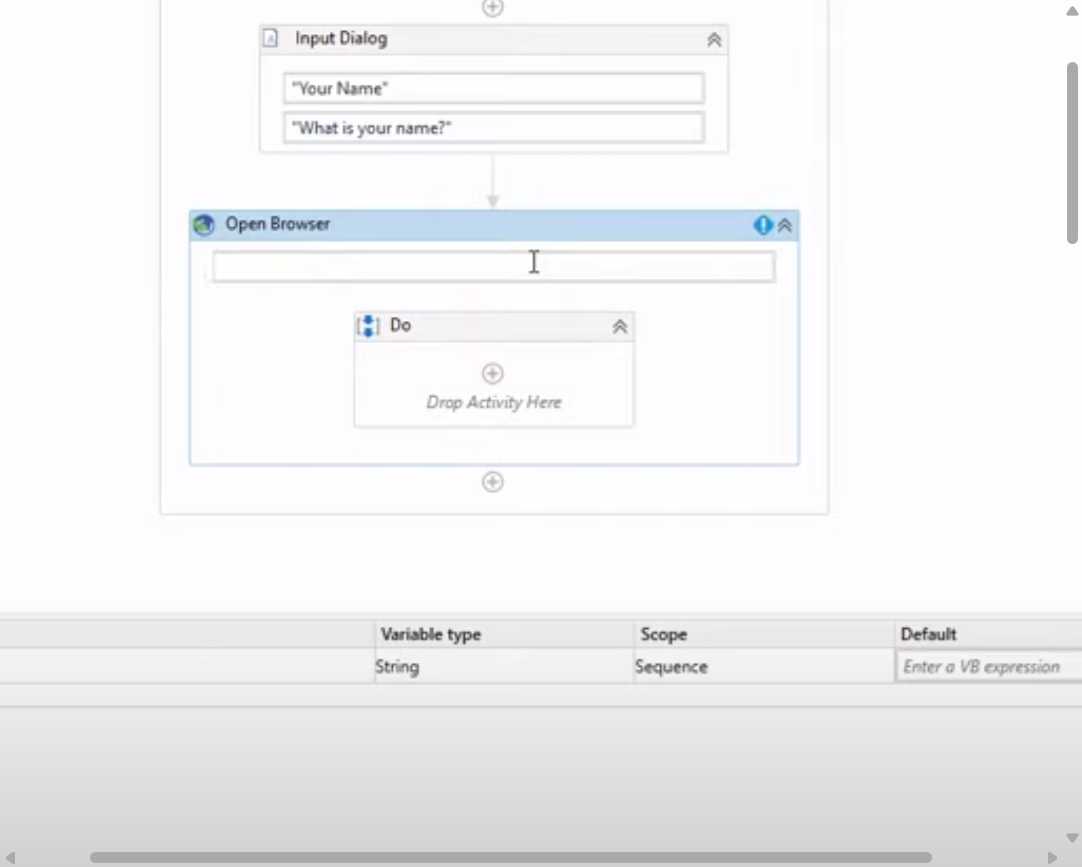 Input Dialog
"Your Name"
"What is your name?"
Open Browser
Do
Drop Activity Here
Variable type Scope Default
String Sequence Enter a VB expression